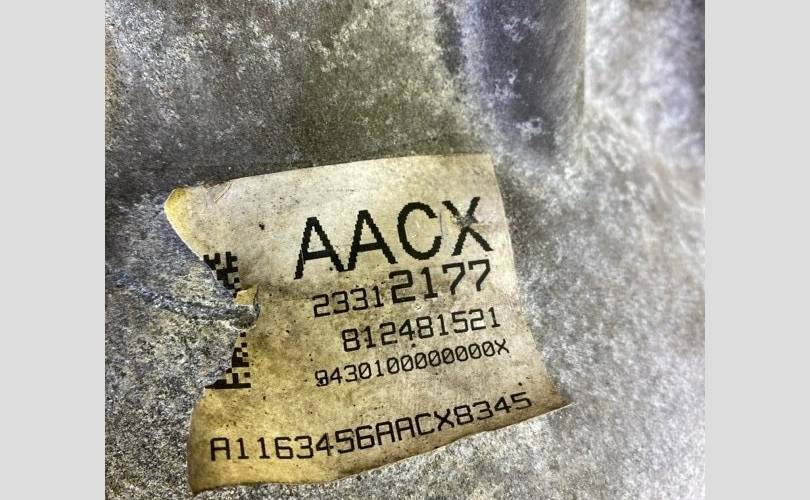 AACX
23312177
812481521
9430100000000X
A1163456AACX8345